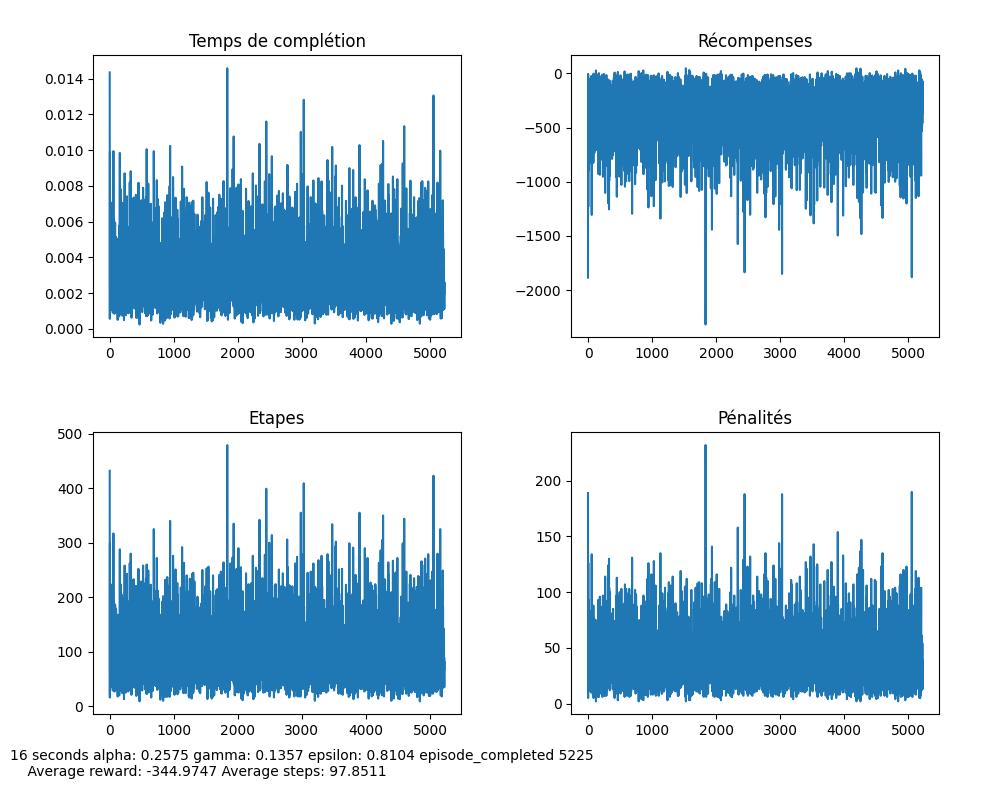 Temps de complétion
0.014
0.012
0.010
0.008
0.006
0.004
0.002
0.000
0 1000 2000 3000 4000 5000
Récompenses
0
−500
−1000
−1500
−2000
0 1000 2000 3000 4000 5000
Etapes
500
400
300
200
100
0
0 1000 2000 3000 4000 5000
Pénalités
200
150
100
50
0
0 1000 2000 3000 4000 5000
16 seconds alpha: 0.2575 gamma: 0.1357 epsilon: 0.8104 episode_completed 5225
Average reward: -344.9747 Average steps: 97.8511